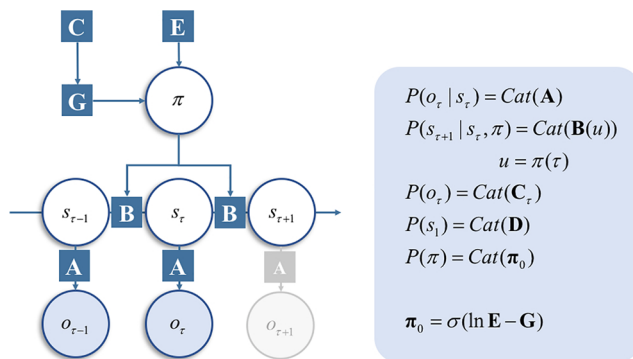 C
E
G
π
s_{τ-1}
B
s_τ
B
s_{τ+1}
A
A
A
o_{τ-1}
o_τ
o_{τ+1}
P(o_τ | s_τ) = Cat(A)
P(s_{τ+1} | s_τ, π) = Cat(B(u))
u = π(τ)
P(o_τ) = Cat(C_τ)
P(s_1) = Cat(D)
P(π) = Cat(π_0)
π_0 = σ(ln E − G)